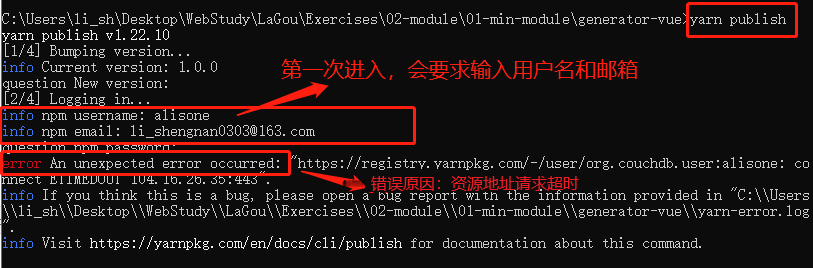 C:\Users\li_sh\Desktop\WebStudy\LaGou\Exercises\02-module\01-min-module\generator-vue>yarn publish
yarn publish v1.22.10
[1/4] Bumping version...
info Current version: 1.0.0
question New version:
[2/4] Logging in...
第一次进入，会要求输入用户名和邮箱
info npm username: alisone
info npm email: li_shengnan0303@163.com
question npm password:
error An unexpected error occurred: "https://registry.yarnpkg.com/-/user/org.couchdb.user:alisone: co
nnect ETIMEDOUT 104.16.26.35:443".
错误原因：资源地址请求超时
info If you think this is a bug, please open a bug report with the information provided in "C:\\Users
\\li_sh\\Desktop\\WebStudy\\LaGou\\Exercises\\02-module\\01-min-module\\generator-vue\\yarn-error.log
".
info Visit https://yarnpkg.com/en/docs/cli/publish for documentation about this command.